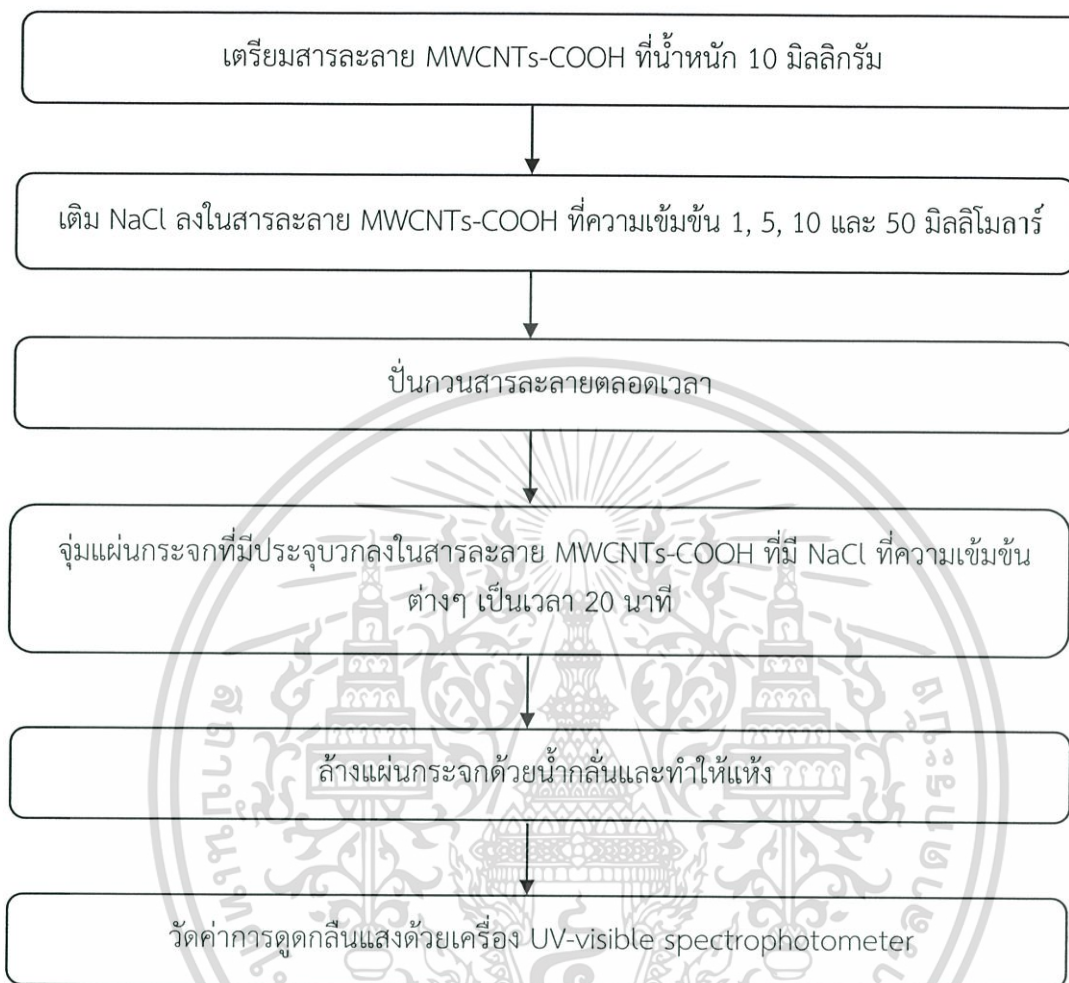 เตรียมสารละลาย MWCNTs-COOH ที่น้ำหนัก 10 มิลลิกรัม
เติม NaCl ลงในสารละลาย MWCNTs-COOH ที่ความเข้มข้น 1, 5, 10 และ 50 มิลลิโมลาร์
ปั่นกวนสารละลายตลอดเวลา
จุ่มแผ่นกระจกที่มีประจุบวกลงในสารละลาย MWCNTs-COOH ที่มี NaCl ที่ความเข้มข้น
ต่างๆ เป็นเวลา 20 นาที
ล้างแผ่นกระจกด้วยน้ำกลั่นและทำให้แห้ง
วัดค่าการดูดกลืนแสงด้วยเครื่อง UV-visible spectrophotometer